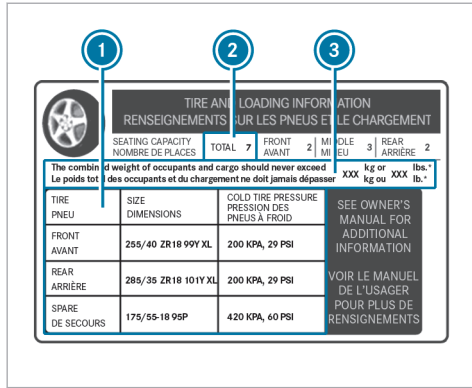 1 2 3
TIRE AND LOADING INFORMATION
RENSEIGNEMENTS SUR LES PNEUS ET LE CHARGEMENT
SEATING CAPACITY
NOMBRE DE PLACES
TOTAL 7
FRONT
AVANT 2
MIDDLE
MILIEU 3
REAR
ARRIÈRE 2
The combined weight of occupants and cargo should never exceed XXX kg or XXX lbs.*
Le poids total des occupants et du chargement ne doit jamais dépasser kg ou lb.*
TIRE
PNEU
SIZE
DIMENSIONS
COLD TIRE PRESSURE
PRESSION DES
PNEUS À FROID
FRONT
AVANT
255/40 ZR18 99Y XL
200 KPA, 29 PSI
REAR
ARRIÈRE
285/35 ZR18 101Y XL
200 KPA, 29 PSI
SPARE
DE SECOURS
175/55-18 95P
420 KPA, 60 PSI
SEE OWNER'S
MANUAL FOR
ADDITIONAL
INFORMATION
VOIR LE MANUEL
DE L'USAGER
POUR PLUS DE
RENSIGNEMENTS